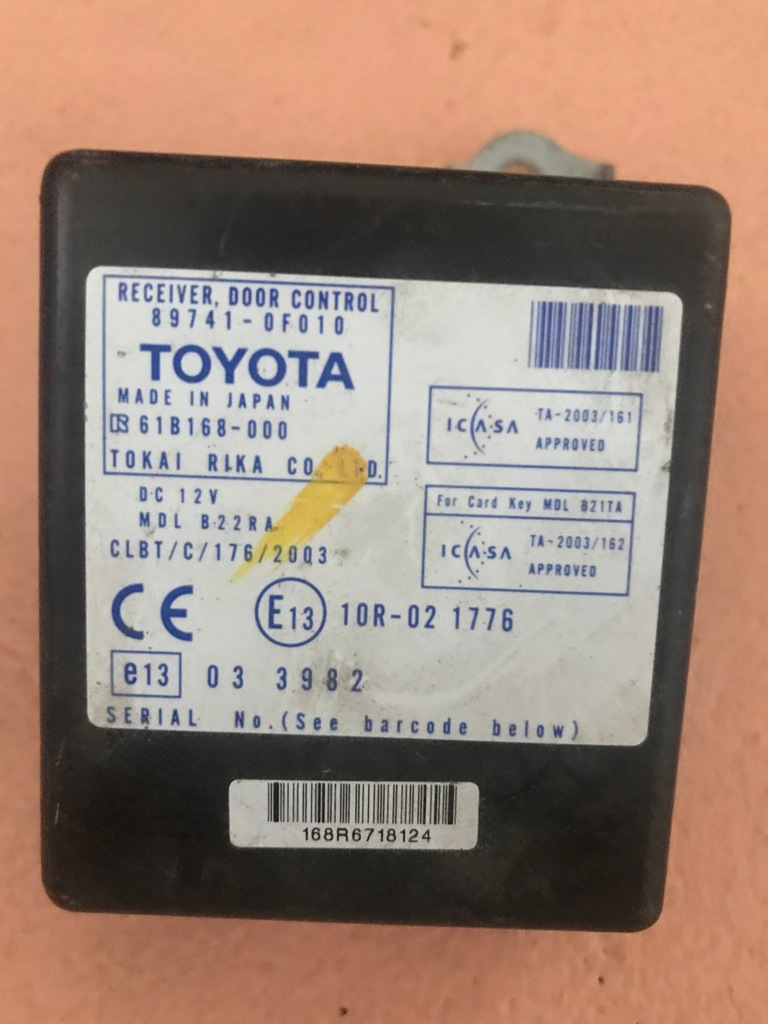 RECEIVER, DOOR CONTROL
89741-0F010
TOYOTA
MADE IN JAPAN
61B168-000
TOKAI RIKA CO. LTD.
DC 12V
MDL B22RA
CLBT/C/176/2003
ICASA TA-2003/161
APPROVED
For Card Key MDL B21TA
ICASA TA-2003/162
APPROVED
CE E13 10R-02 1776
e13 03 3982
SERIAL No.(See barcode below)
168R6718124